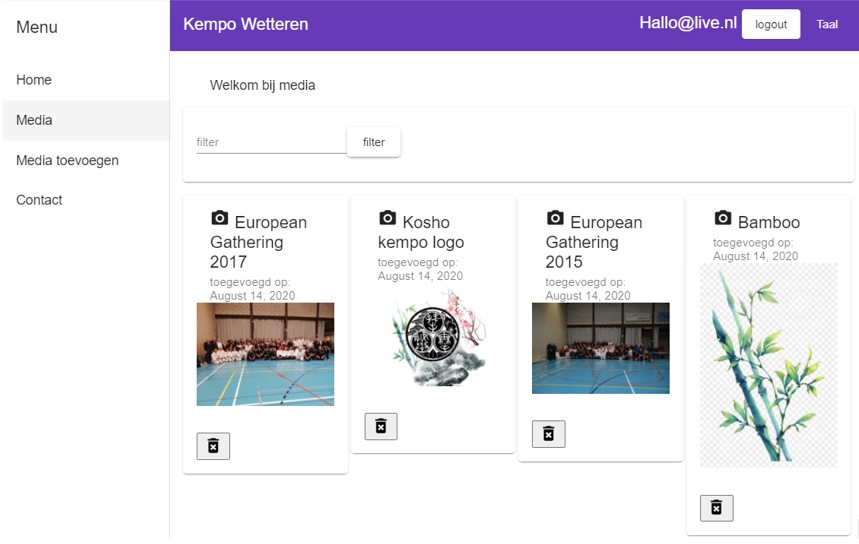 Menu
Home
Media
Media toevoegen
Contact
Kempo Wetteren
Hallo@live.nl
logout
Taal
Welkom bij media
filter
filter
European
Gathering
2017
toegevoegd op:
August 14, 2020
Kosho
kempo logo
toegevoegd op:
August 14, 2020
European
Gathering
2015
toegevoegd op:
August 14, 2020
Bamboo
toegevoegd op:
August 14, 2020